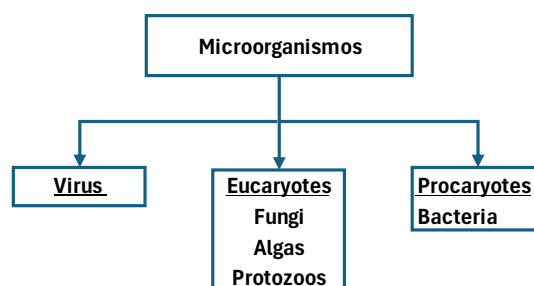 Microorganismos
Virus
Eucaryotes
Fungi
Algas
Protozoos
Procaryotes
Bacteria